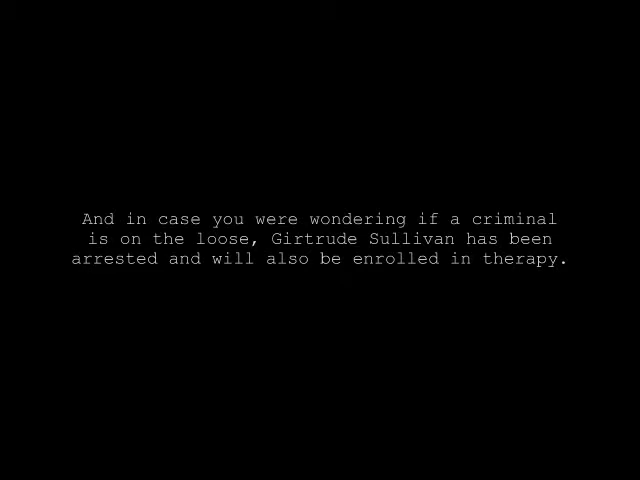 And in case you were wondering if a criminal
is on the loose, Girtrude Sullivan has been
arrested and will also be enrolled in therapy.